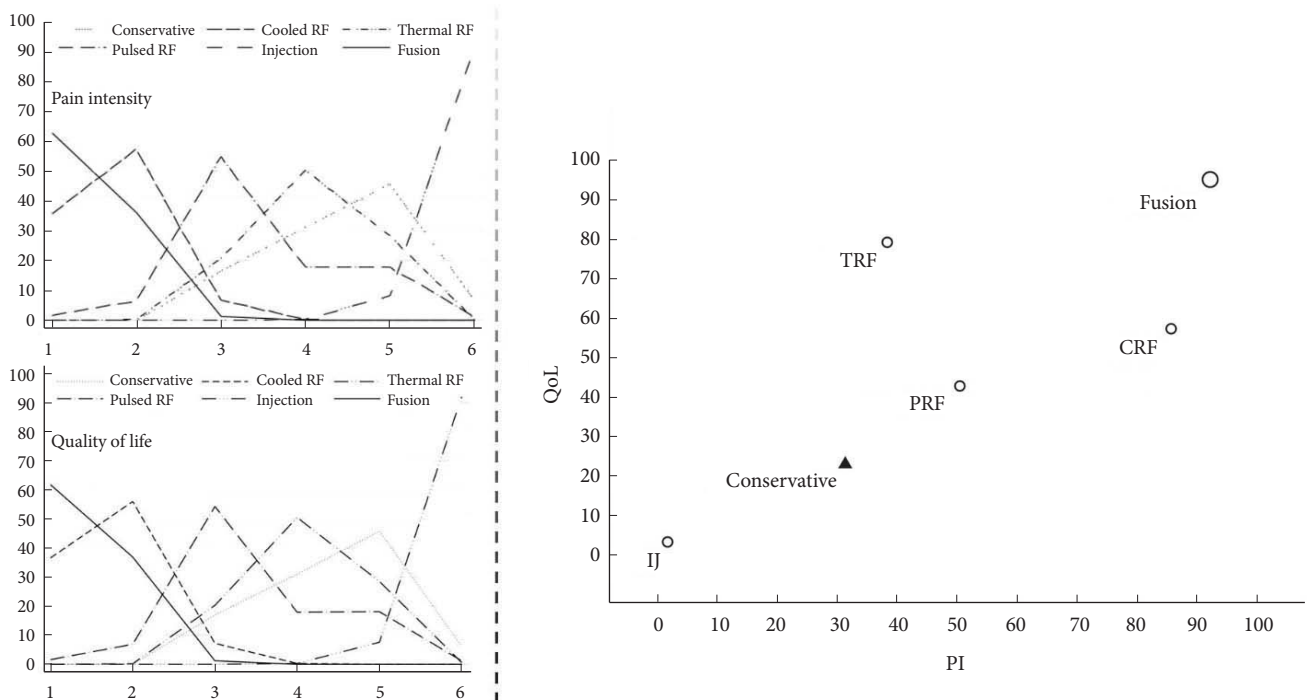 Conservative Cooled RF Thermal RF
Pulsed RF Injection Fusion
Pain intensity
100
90
80
70
60
50
40
30
20
10
0
1 2 3 4 5 6
Conservative Cooled RF Thermal RF
Pulsed RF Injection Fusion
Quality of life
100
90
80
70
60
50
40
30
20
10
0
1 2 3 4 5 6
QoL
100
90
80
70
60
50
40
30
20
10
0
Fusion
TRF
CRF
PRF
Conservative
IJ
0 10 20 30 40 50 60 70 80 90 100
PI